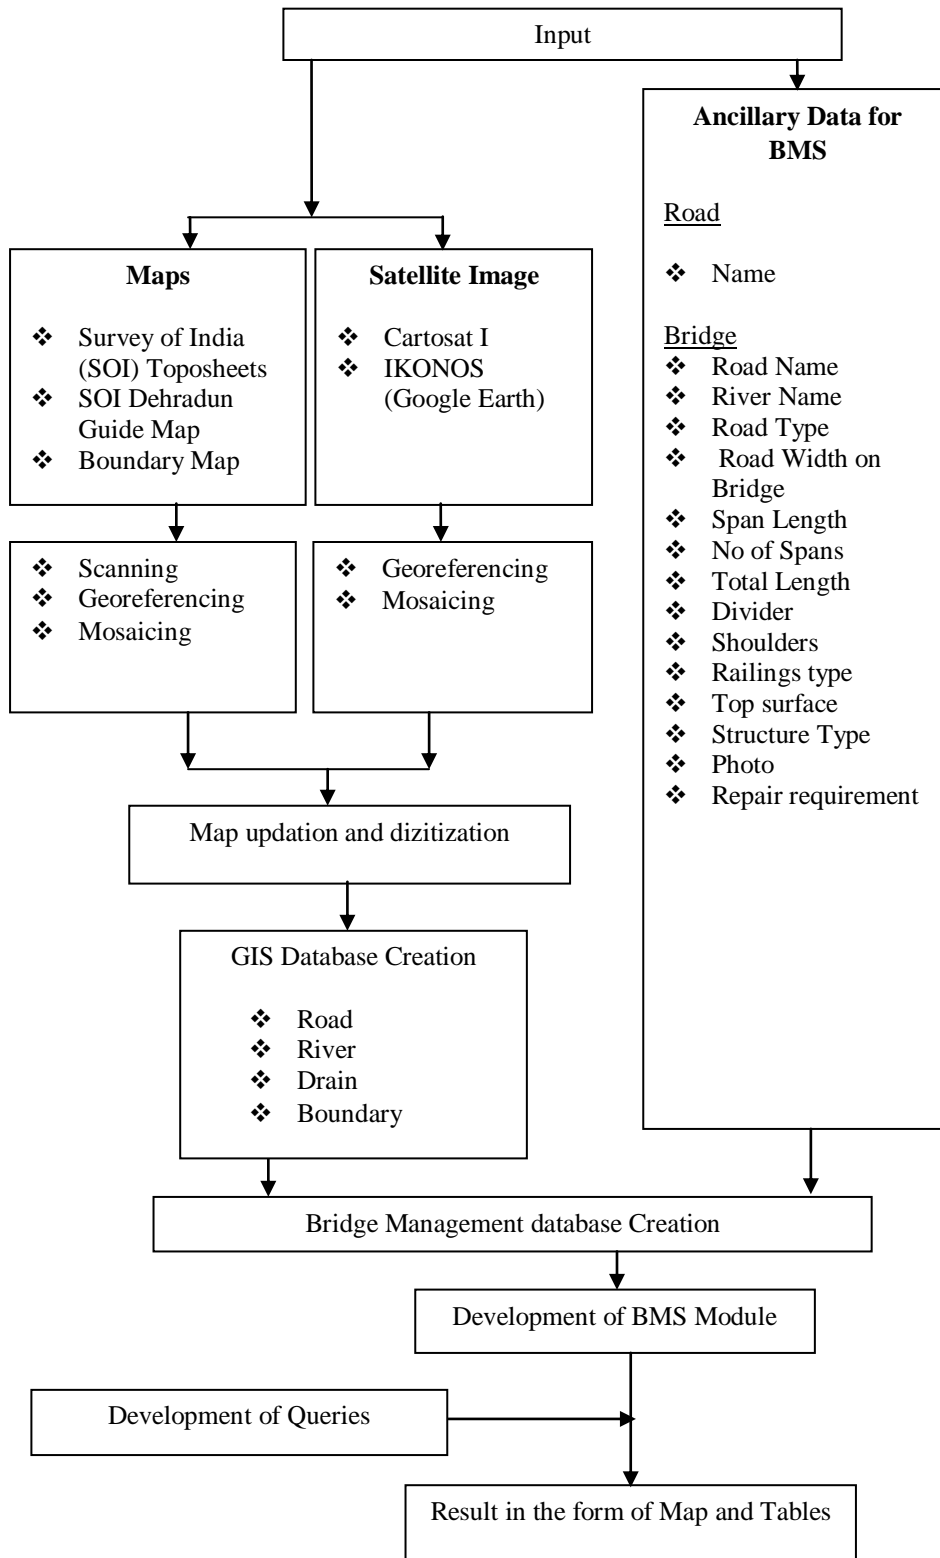 Input
Maps
❖ Survey of India
(SOI) Toposheets
❖ SOI Dehradun
Guide Map
❖ Boundary Map
Satellite Image
❖ Cartosat I
❖ IKONOS
(Google Earth)
Ancillary Data for
BMS
Road
❖ Name
Bridge
❖ Road Name
❖ River Name
❖ Road Type
❖ Road Width on
Bridge
❖ Span Length
❖ No of Spans
❖ Total Length
❖ Divider
❖ Shoulders
❖ Railings type
❖ Top surface
❖ Structure Type
❖ Photo
❖ Repair requirement
❖ Scanning
❖ Georeferencing
❖ Mosaicing
❖ Georeferencing
❖ Mosaicing
Map updation and dizitization
GIS Database Creation
❖ Road
❖ River
❖ Drain
❖ Boundary
Bridge Management database Creation
Development of BMS Module
Development of Queries
Result in the form of Map and Tables